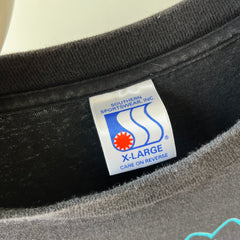 SOUTHERN
SPORTSWEAR, INC.
SSS®
X-LARGE
CARE ON REVERSE